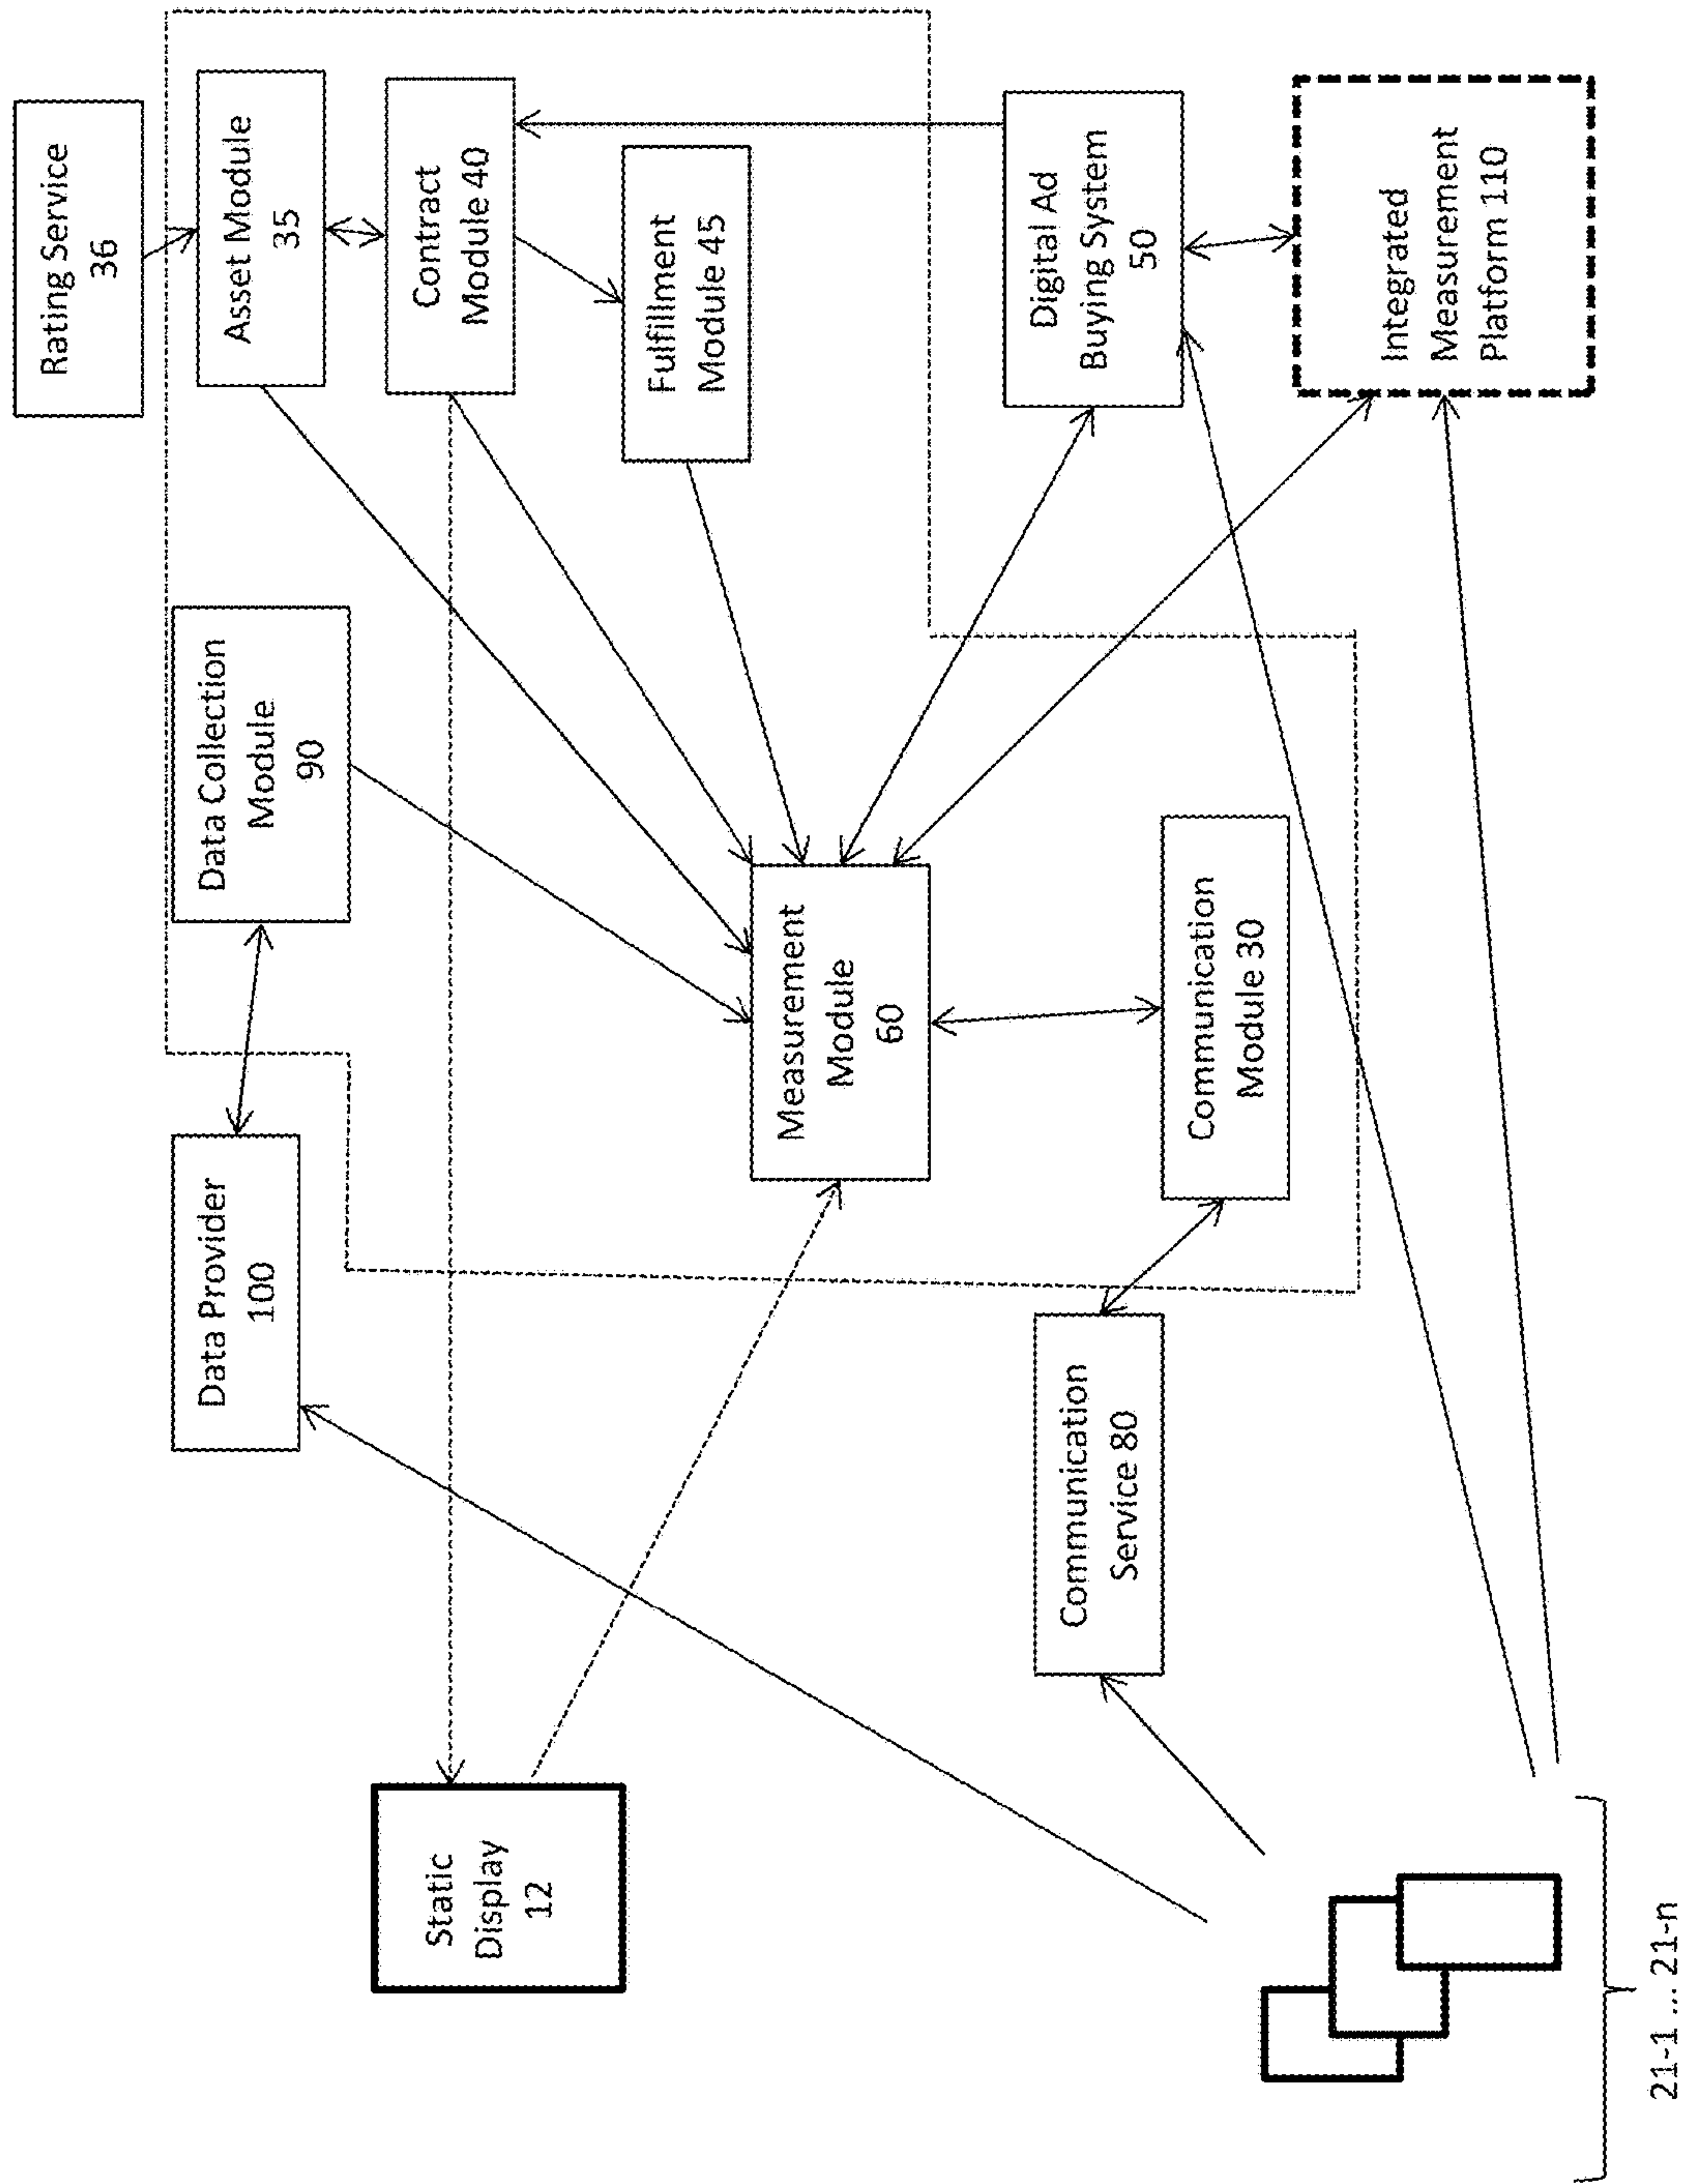 Static
Display
12
Data Provider
100
Data Collection
Module
90
Rating Service
36
Asset Module
35
Contract
Module 40
Fulfillment
Module 45
Measurement
Module
60
Communication
Service 80
Communication
Module 30
Digital Ad
Buying System
50
Integrated
Measurement
Platform 110
21-1 ... 21-n